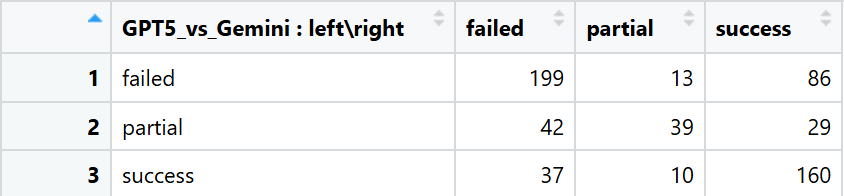 GPT5_vs_Gemini : left\right failed partial success
1 failed 199 13 86
2 partial 42 39 29
3 success 37 10 160